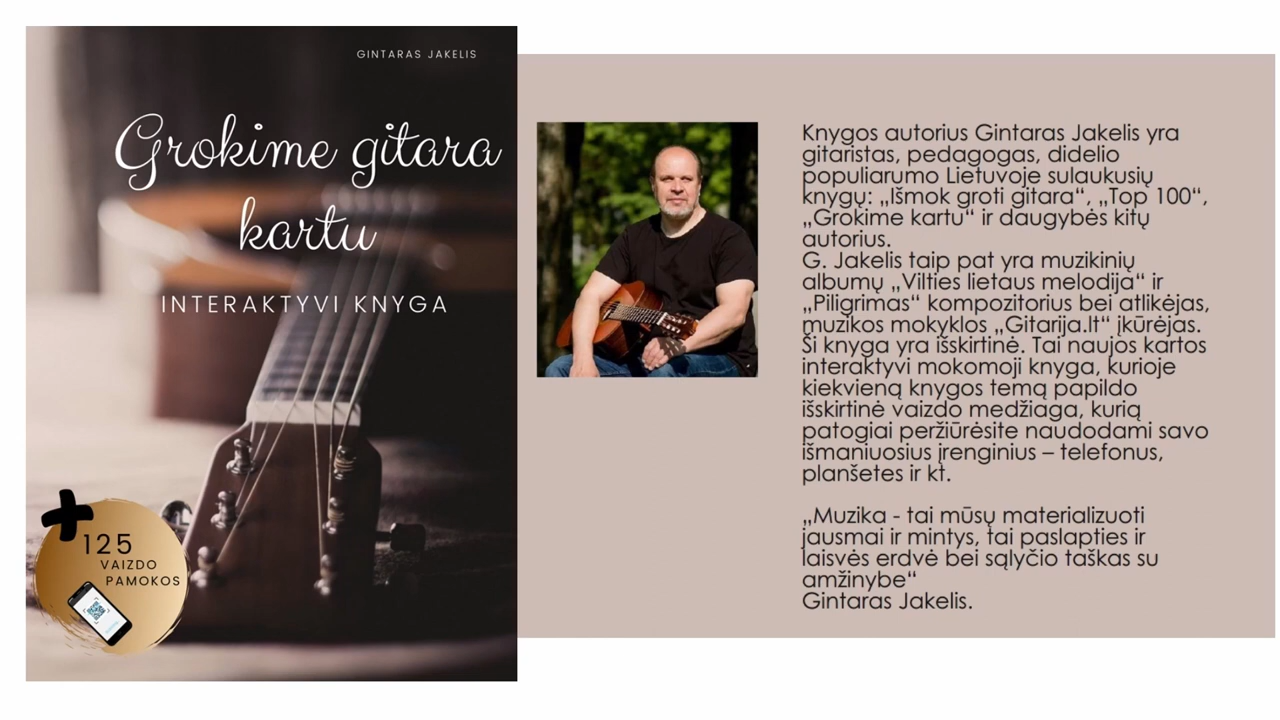 GINTARAS JAKELIS
Grokime gitara
kartu
INTERAKTYVI KNYGA
125
VAIZDO
PAMOKOS
Knygos autorius Gintaras Jakelis yra
gitaristas, pedagogas, didelio
populiarumo Lietuvoje sulaukusių
knygų: „Išmok groti gitara“, „Top 100“,
„Grokime kartu“ ir daugybės kitų
autorius.
G. Jakelis taip pat yra muzikinių
albumų „Vilties lietaus melodija“ ir
„Piligrimas“ kompozitorius bei atlikėjas,
muzikos mokyklos „Gitarija.lt“ įkūrėjas.
Ši knyga yra išskirtinė. Tai naujos kartos
interaktyvi mokomoji knyga, kurioje
kiekvieną knygos temą papildo
išskirtinė vaizdo medžiaga, kurią
patogiai peržiūrėsite naudodami savo
išmaniuosius įrenginius – telefonus,
planšetes ir kt.
„Muzika - tai mūsų materializuoti
jausmai ir mintys, tai paslapties ir
laisvės erdvė bei sąlyčio taškas su
amžinybe“
Gintaras Jakelis.